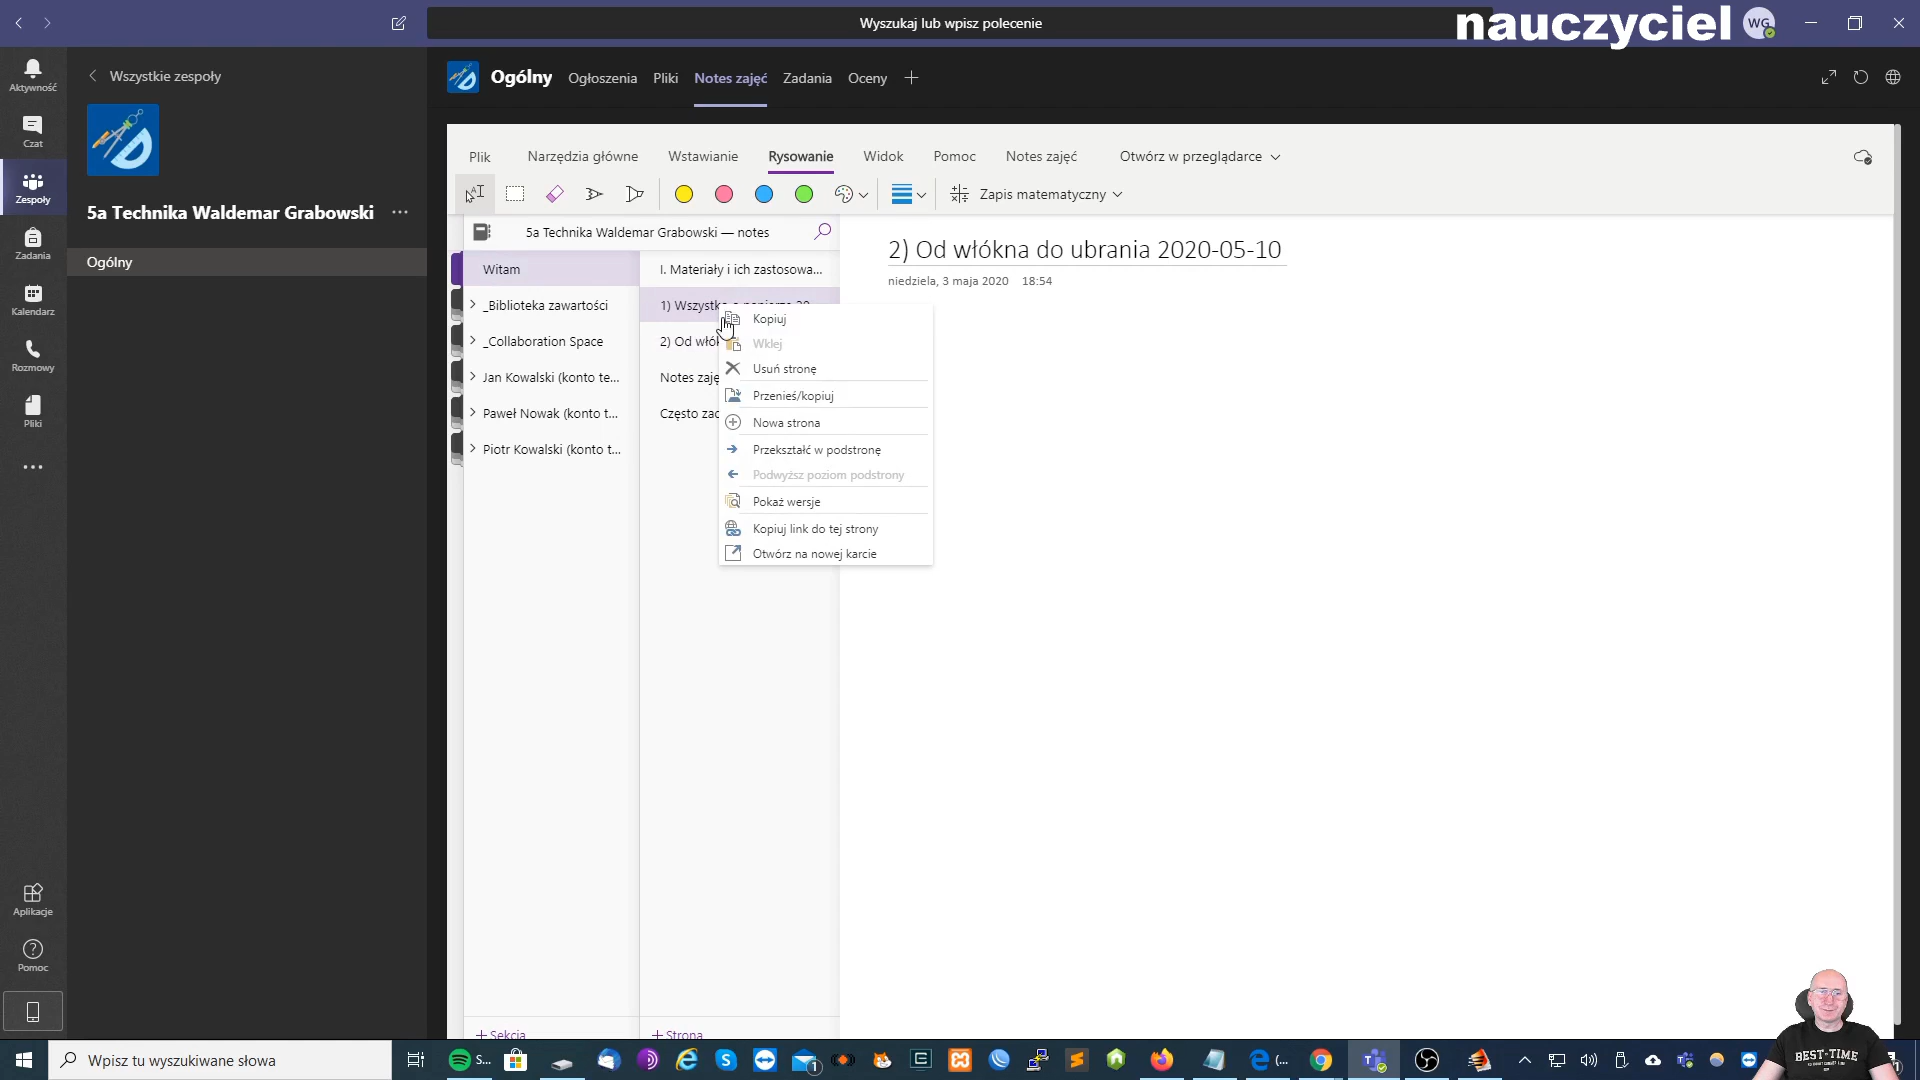 Wyszukaj lub wpisz polecenie
nauczyciel
WG
Aktywność
Czat
Zespoły
Zadania
Kalendarz
Rozmowy
Pliki
Aplikacje
Pomoc
Wszystkie zespoły
5a Technika Waldemar Grabowski
Ogólny
Ogólny Ogłoszenia Pliki Notes zajęć Zadania Oceny
Plik Narzędzia główne Wstawianie Rysowanie Widok Pomoc Notes zajęć Otwórz w przeglądarce
Zapis matematyczny
5a Technika Waldemar Grabowski — notes
Witam
_Biblioteka zawartości
_Collaboration Space
Jan Kowalski (konto te...
Paweł Nowak (konto t...
Piotr Kowalski (konto t...
+ Sekcja
I. Materiały i ich zastosowa...
1) Wszystko o papierze 20...
2) Od włók
Notes zaję
Często zad
+ Strona
Kopiuj
Wklej
Usuń stronę
Przenieś/kopiuj
Nowa strona
Przekształć w podstronę
Podwyższ poziom podstrony
Pokaż wersje
Kopiuj link do tej strony
Otwórz na nowej karcie
2) Od włókna do ubrania 2020-05-10
niedziela, 3 maja 2020 18:54
Wpisz tu wyszukiwane słowa
S...
1
(...
BEST-TIME